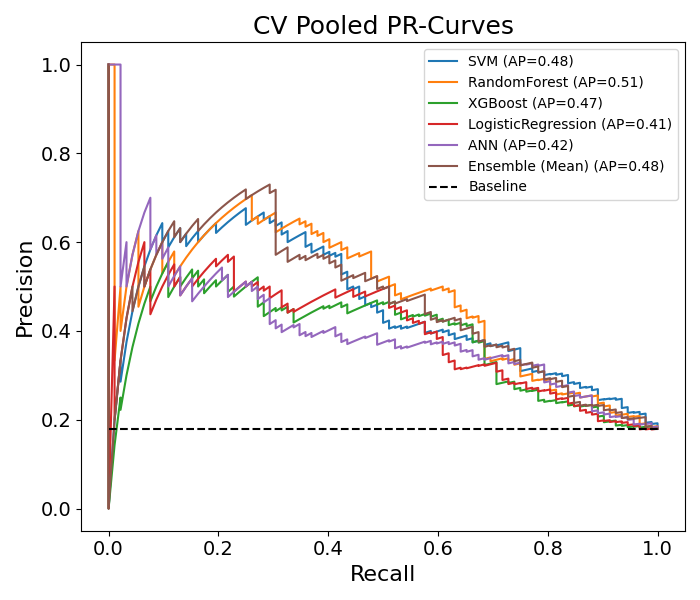 CV Pooled PR-Curves
SVM (AP=0.48)
RandomForest (AP=0.51)
XGBoost (AP=0.47)
LogisticRegression (AP=0.41)
ANN (AP=0.42)
Ensemble (Mean) (AP=0.48)
Baseline
Precision
1.0
0.8
0.6
0.4
0.2
0.0
0.0 0.2 0.4 0.6 0.8 1.0
Recall